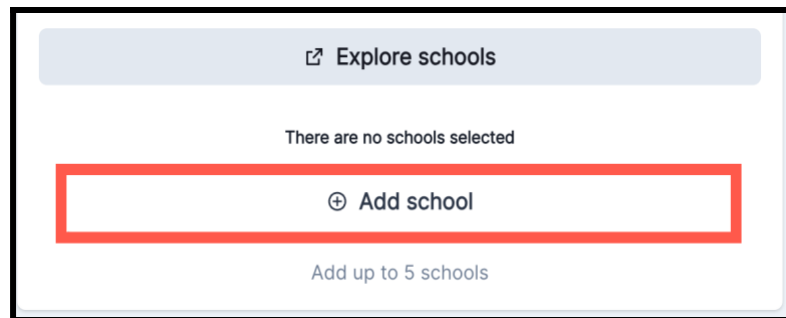 Explore schools
There are no schools selected
Add school
Add up to 5 schools